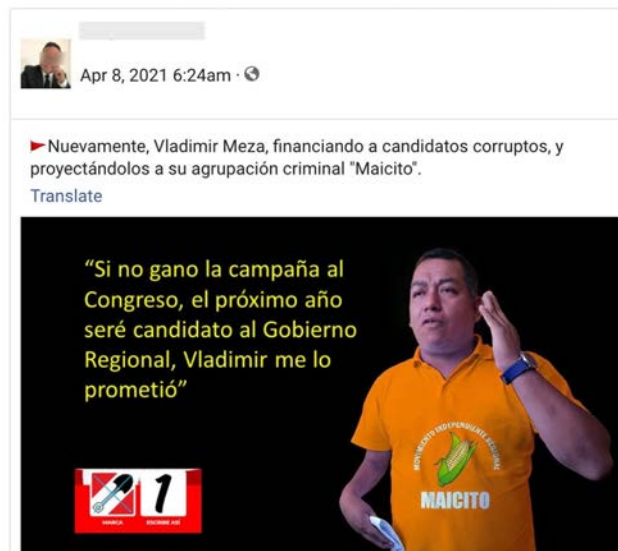 Apr 8, 2021 6:24am ·
Nuevamente, Vladimir Meza, financiando a candidatos corruptos, y
proyectándolos a su agrupación criminal "Maicito".
Translate
“Si no gano la campaña al
Congreso, el próximo año
seré candidato al Gobierno
Regional, Vladimir me lo
prometió”
MOVIMIENTO INDEPENDIENTE REGIONAL
MAICITO
1
MARCA
ESCRIBE ASÍ